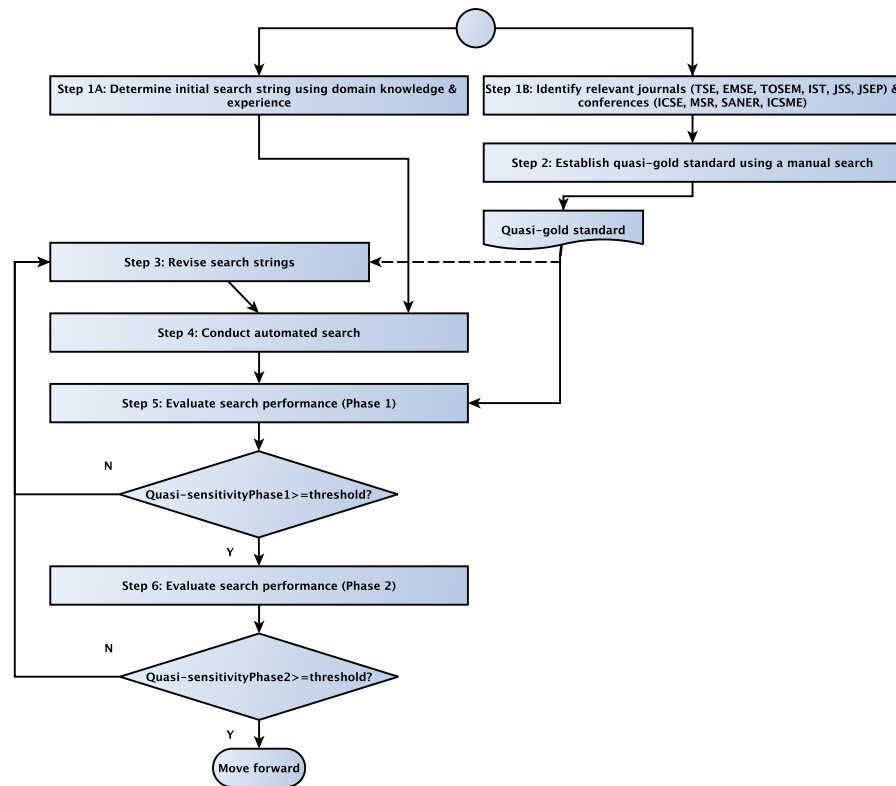 Step 1A: Determine initial search string using domain knowledge &
experience
Step 1B: Identify relevant journals (TSE, EMSE, TOSEM, IST, JSS, JSEP) &
conferences (ICSE, MSR, SANER, ICSME)
Step 2: Establish quasi-gold standard using a manual search
Quasi-gold standard
Step 3: Revise search strings
Step 4: Conduct automated search
Step 5: Evaluate search performance (Phase 1)
N
Quasi-sensitivityPhase1>=threshold?
Y
Step 6: Evaluate search performance (Phase 2)
N
Quasi-sensitivityPhase2>=threshold?
Y
Move forward